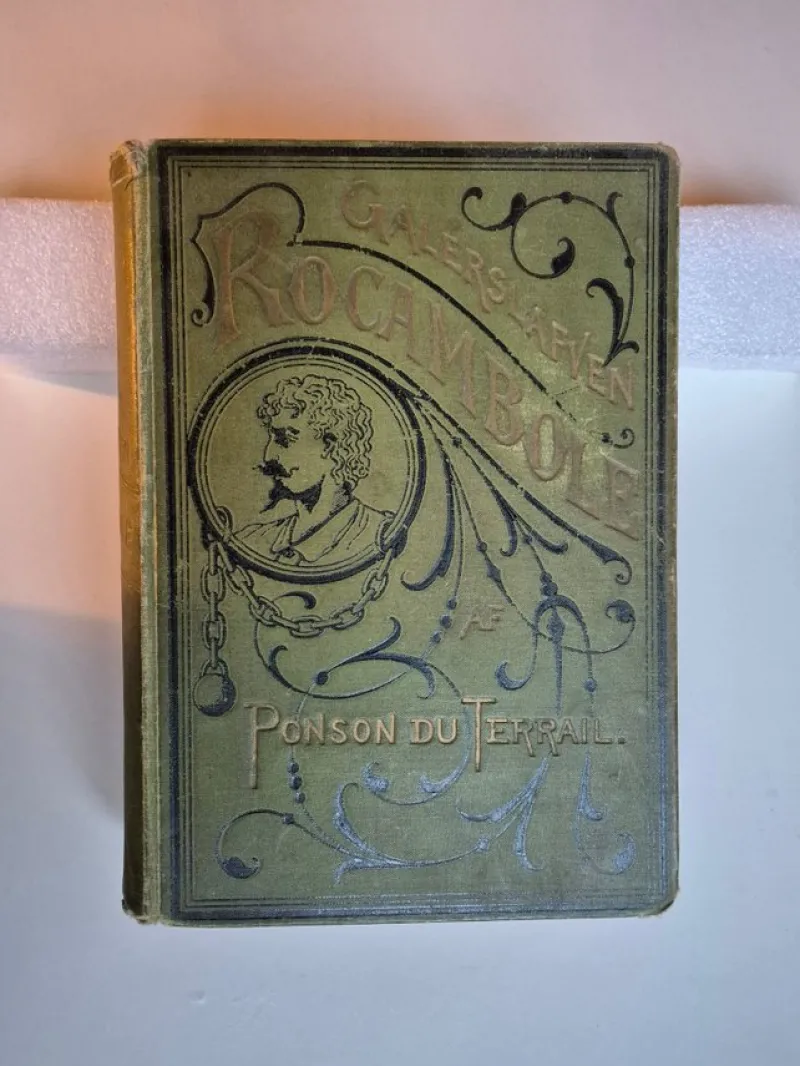 GALERSLAFVEN
ROCAMBOLE
AF
PONSON DU TERRAIL.